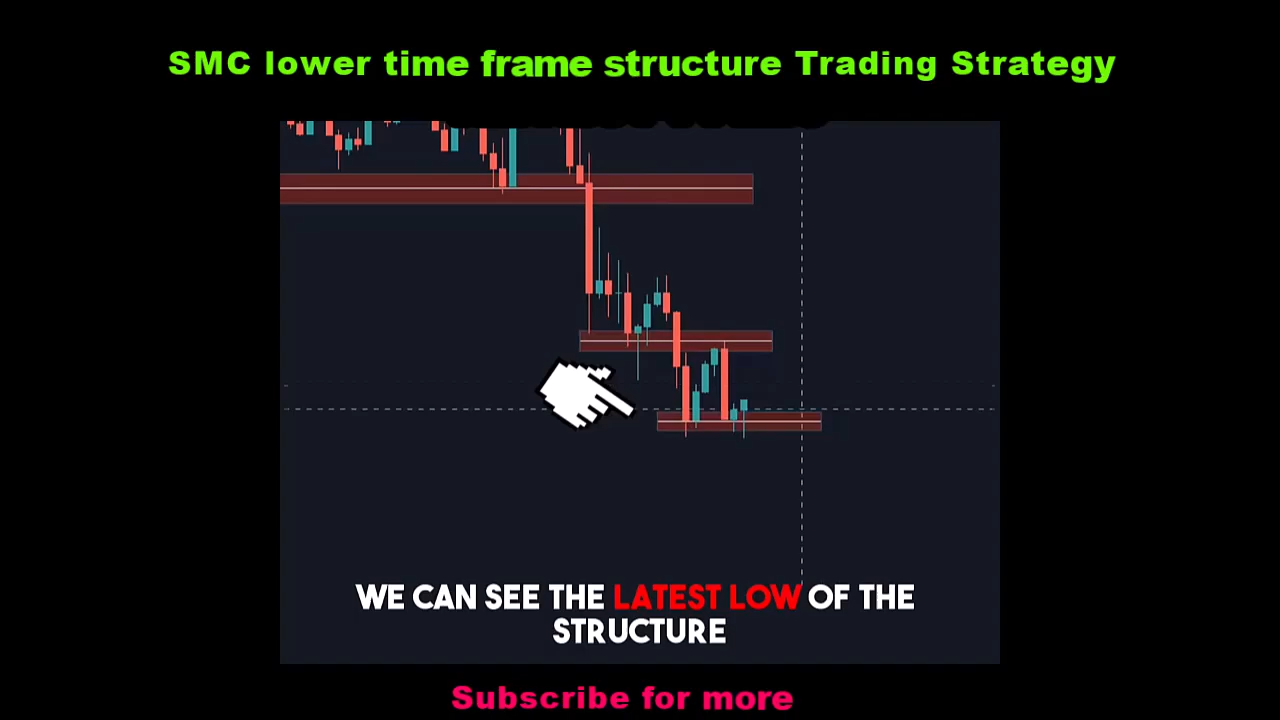 SMC lower time frame structure Trading Strategy
WE CAN SEE THE LATEST LOW OF THE
STRUCTURE
Subscribe for more